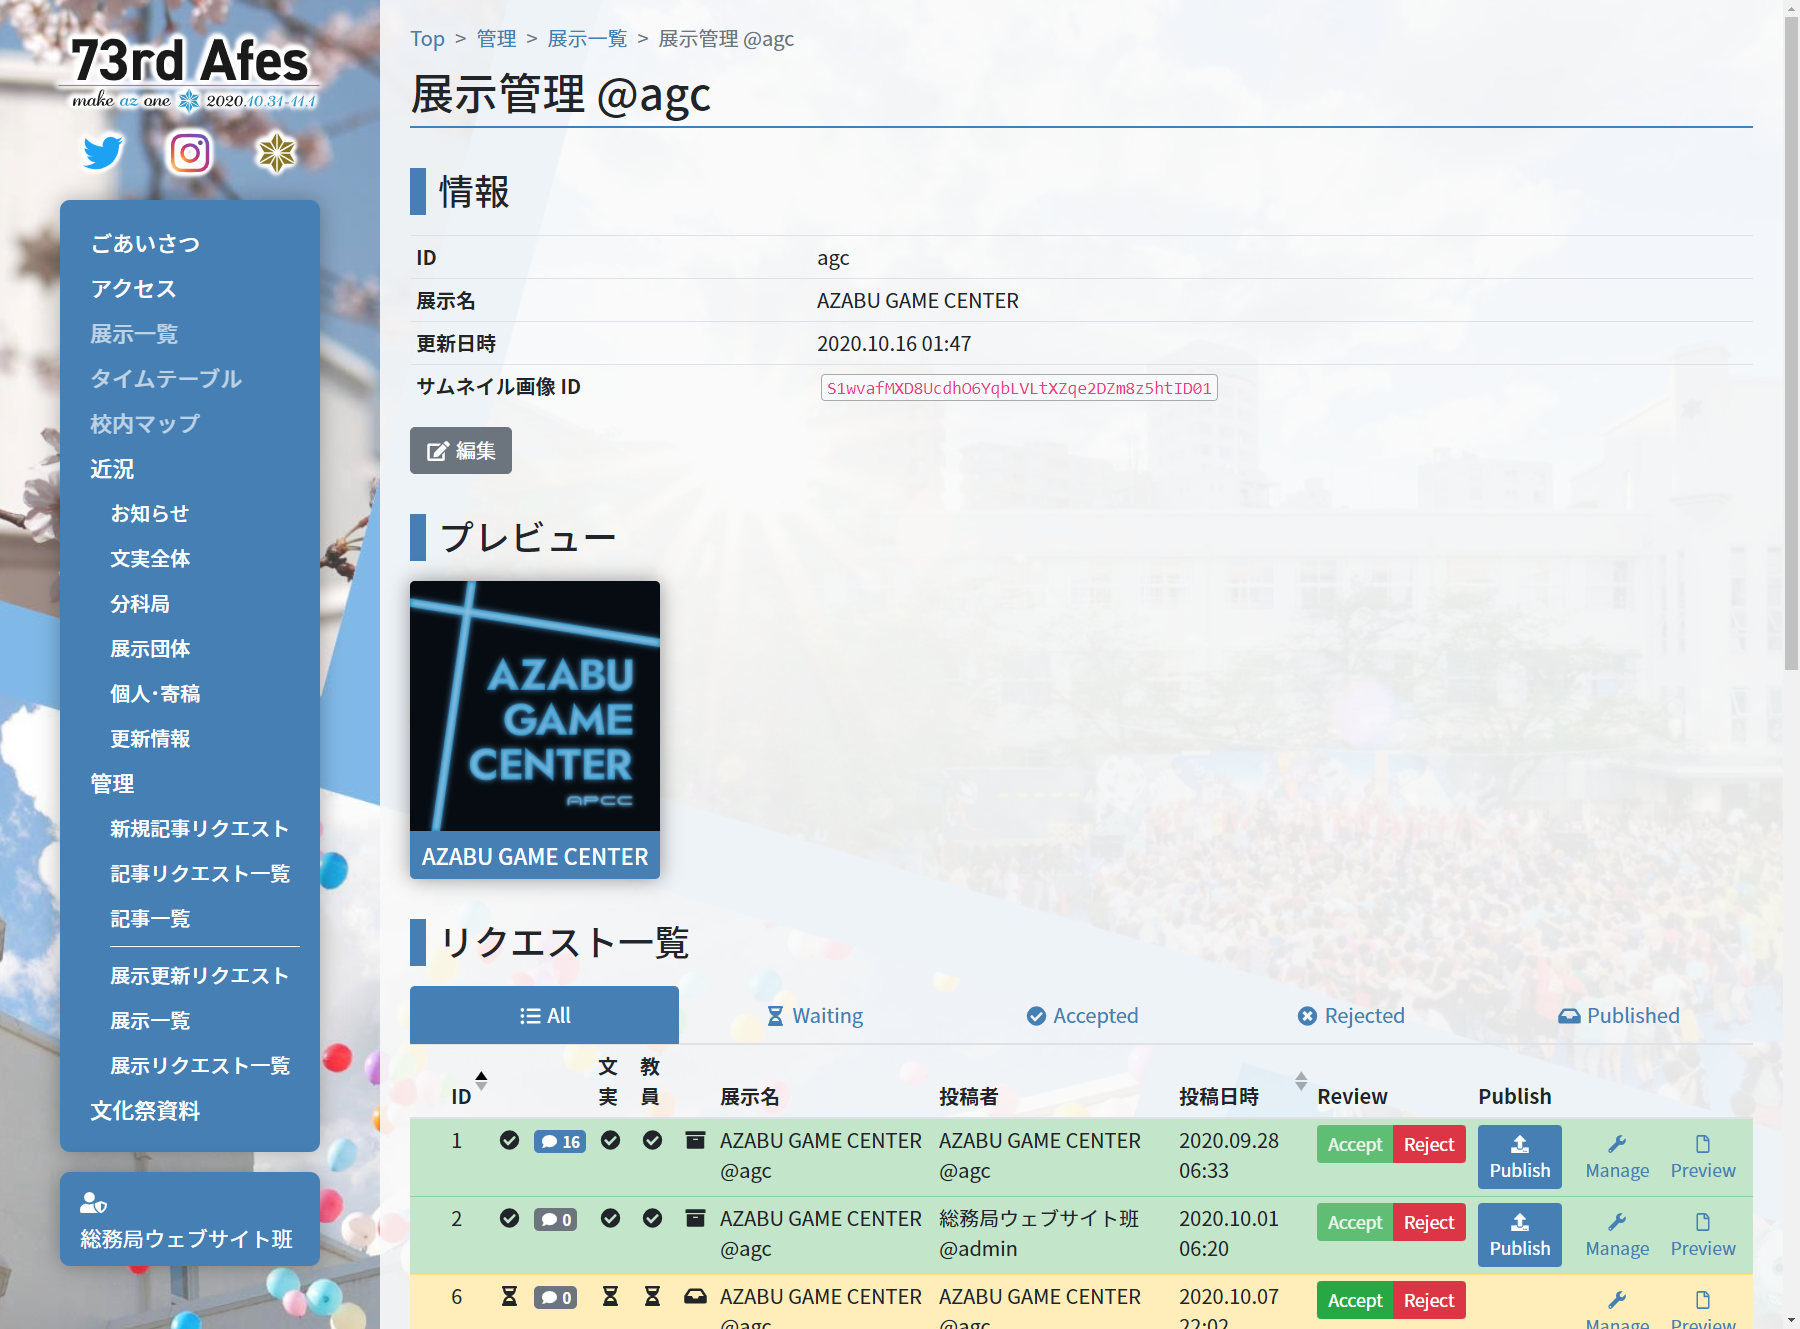 73rd Afes
make az one 2020.10.31-11.1
ごあいさつ
アクセス
展示一覧
タイムテーブル
校内マップ
近況
お知らせ
文実全体
分科局
展示団体
個人・寄稿
更新情報
管理
新規記事リクエスト
記事リクエスト一覧
記事一覧
展示更新リクエスト
展示一覧
展示リクエスト一覧
文化祭資料
総務局ウェブサイト班
Top > 管理 > 展示一覧 > 展示管理 @agc
展示管理 @agc
情報
ID agc
展示名 AZABU GAME CENTER
更新日時 2020.10.16 01:47
サムネイル画像 ID S1wvafMXD8UcdhO6YqbLVLtXZqe2DZm8z5htID01
編集
プレビュー
AZABU
GAME
CENTER
APCC
AZABU GAME CENTER
リクエスト一覧
All Waiting Accepted Rejected Published
ID 文実 教員 展示名 投稿者 投稿日時 Review Publish
1 16 AZABU GAME CENTER AZABU GAME CENTER 2020.09.28 Accept Reject Publish Manage Preview
@agc @agc 06:33
2 0 AZABU GAME CENTER 総務局ウェブサイト班 2020.10.01 Accept Reject Publish Manage Preview
@agc @admin 06:20
6 0 AZABU GAME CENTER AZABU GAME CENTER 2020.10.07 Accept Reject Manage Preview
@agc @agc 22:02